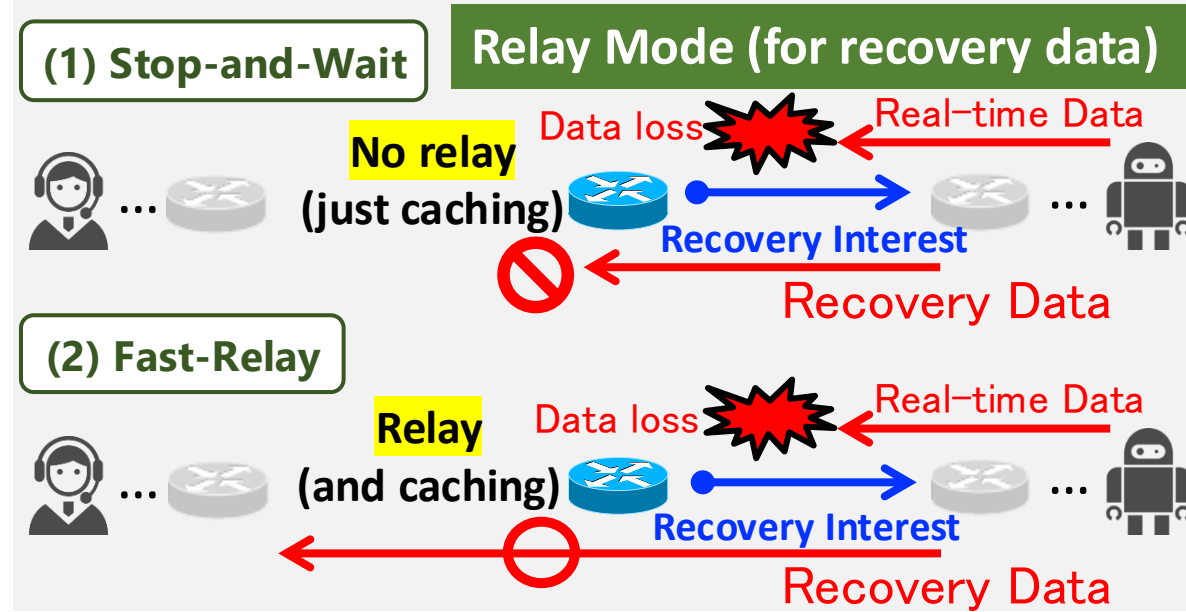 (1) Stop-and-Wait
Relay Mode (for recovery data)
Data loss
Real-time Data
No relay
(just caching)
...
...
Recovery Interest
Recovery Data
(2) Fast-Relay
Data loss
Real-time Data
Relay
(and caching)
...
...
Recovery Interest
Recovery Data